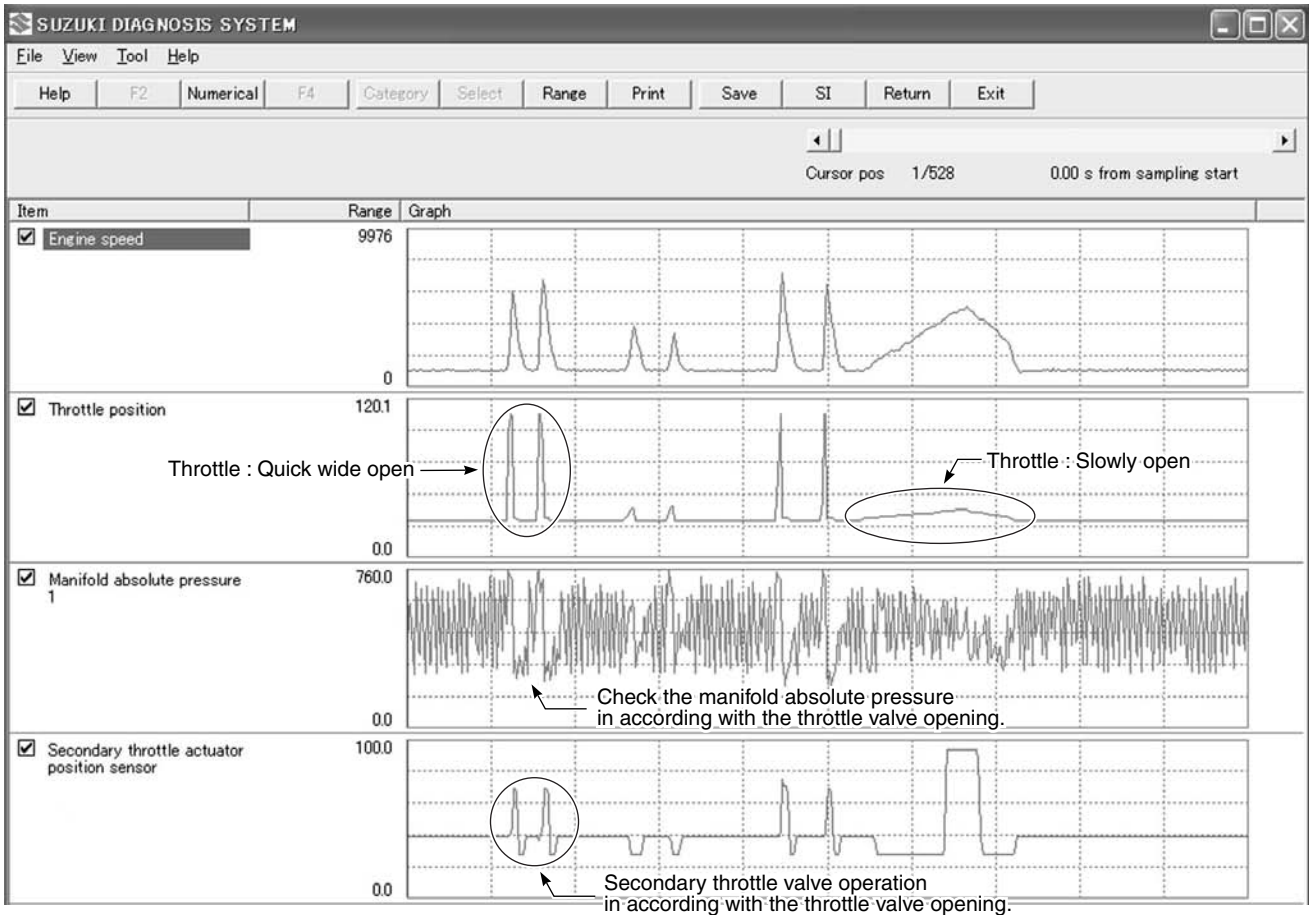 SUZUKI DIAGNOSIS SYSTEM
File View Tool Help
Help F2 Numerical F4 Category Select Range Print Save SI Return Exit
Cursor pos 1/528 0.00 s from sampling start
Item Range Graph
Engine speed 9976
0
Throttle position 120.1
Throttle : Quick wide open
Throttle : Slowly open
0.0
Manifold absolute pressure 760.0
1
Check the manifold absolute pressure
in according with the throttle valve opening.
0.0
Secondary throttle actuator 100.0
position sensor
0.0
Secondary throttle valve operation
in according with the throttle valve opening.